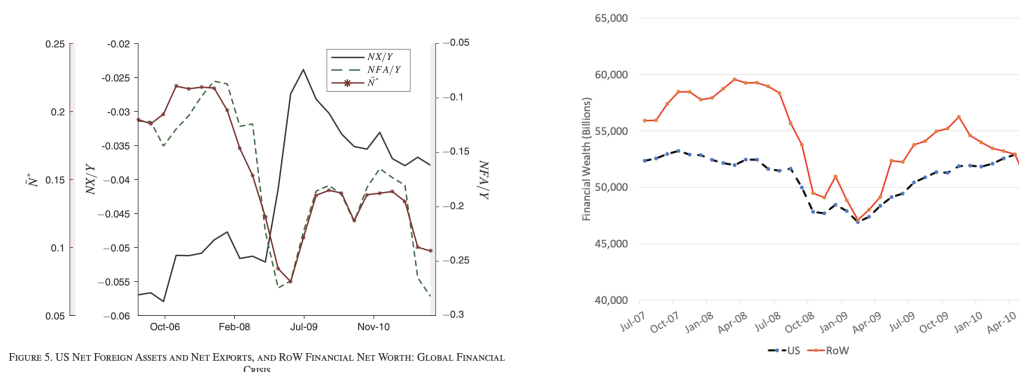 0.25
0.2
0.15
0.1
0.05
Ñ*
-0.02
-0.025
-0.03
-0.035
-0.04
-0.045
-0.05
-0.055
-0.06
NX/Y
NX/Y
NFA/Y
Ñ*
-0.05
-0.1
-0.15
-0.2
-0.25
-0.3
NFA/Y
Oct-06 Feb-08 Jul-09 Nov-10
FIGURE 5. US NET FOREIGN ASSETS AND NET EXPORTS, AND ROW FINANCIAL NET WORTH: GLOBAL FINANCIAL
CRISIS
65,000
60,000
55,000
50,000
45,000
40,000
Financial Wealth (Billions)
Jul-07 Oct-07 Jan-08 Apr-08 Jul-08 Oct-08 Jan-09 Apr-09 Jul-09 Oct-09 Jan-10 Apr-10
US RoW